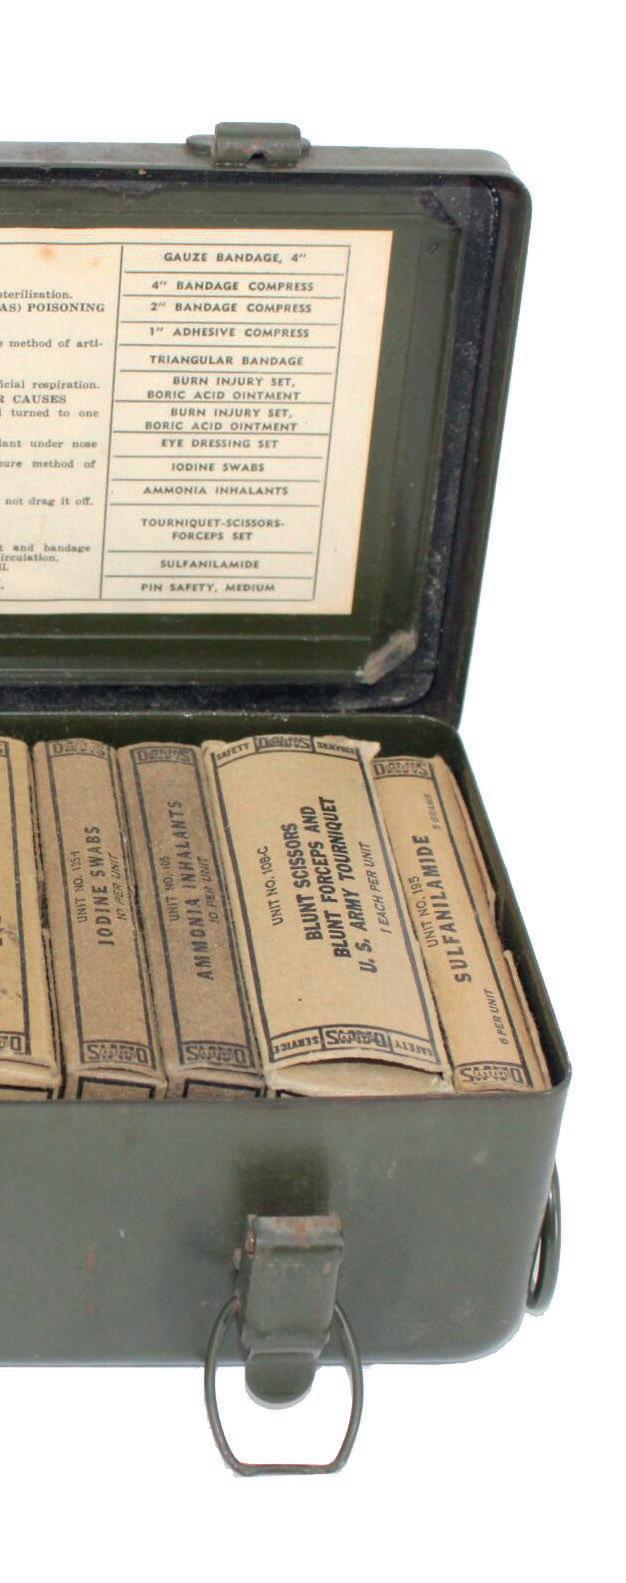 sterilization.
AS) POISONING
e method of arti-
icial respiration.
R CAUSES
l turned to one
lant under nose
sure method of
not drag it off.
t and bandage
irculation.
ll.
GAUZE BANDAGE, 4"
4" BANDAGE COMPRESS
2" BANDAGE COMPRESS
1" ADHESIVE COMPRESS
TRIANGULAR BANDAGE
BURN INJURY SET,
BORIC ACID OINTMENT
BURN INJURY SET,
BORIC ACID OINTMENT
EYE DRESSING SET
IODINE SWABS
AMMONIA INHALANTS
TOURNIQUET-SCISSORS-
FORCEPS SET
SULFANILAMIDE
PIN SAFETY, MEDIUM
DAVIS
UNIT NO. 135-I
IODINE SWABS
10 PER UNIT
DAVIS
DAVIS
UNIT NO. 105
AMMONIA INHALANTS
10 PER UNIT
DAVIS
SAFETY DAVIS SERVICE
UNIT NO. 108-C
BLUNT SCISSORS
BLUNT FORCEPS AND
U. S. ARMY TOURNIQUET
1 EACH PER UNIT
SAFETY DAVIS SERVICE
DAVIS
5 GRAMS
UNIT NO. 195
SULFANILAMIDE
6 PER UNIT
DAVIS